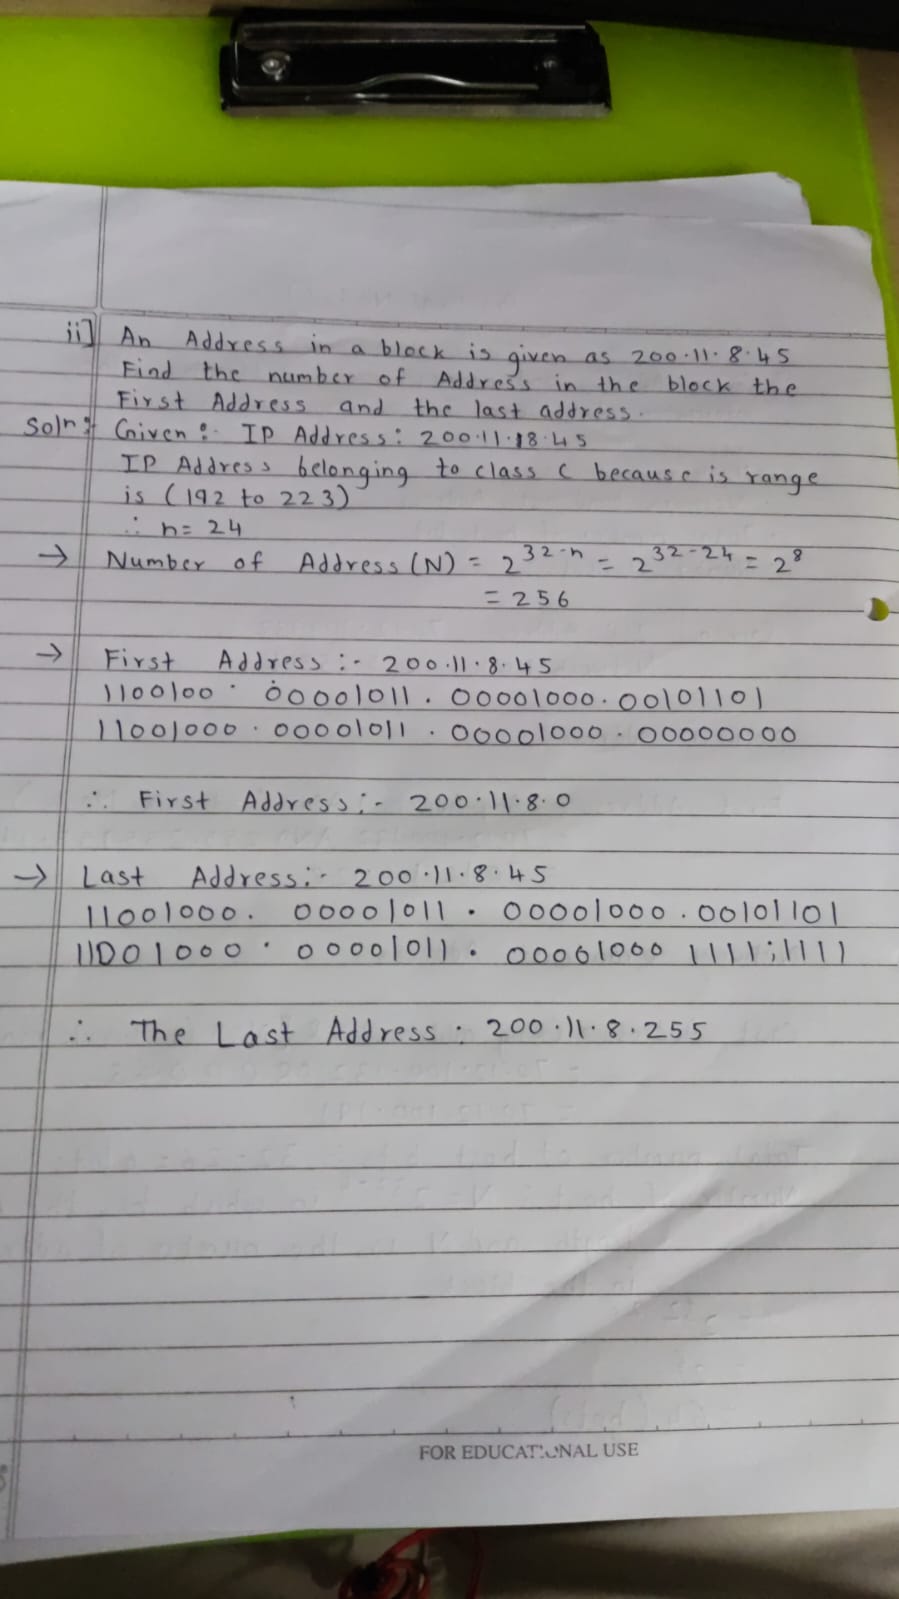 ii] An Address in a block is given as 200.11.8.45
Find the number of Address in the block the
First Address and the last address.
Soln: Given :- IP Address: 200.11.18.45
IP Address belonging to class C because is range
is (192 to 223)
∴ n= 24
→ Number of Address (N) = 2^32-n = 2^32-24 = 2^8
= 256
→ First Address :- 200.11.8.45
1100100 . 00001011 . 00001000 . 00101101
11001000 . 00001011 . 00001000 . 00000000
∴ First Address :- 200.11.8.0
→ Last Address :- 200.11.8.45
11001000. 00001011 . 00001000 . 00101101
11001000 . 00001011 . 00001000 1111;1111
∴ The Last Address : 200.11.8.255
FOR EDUCATIONAL USE